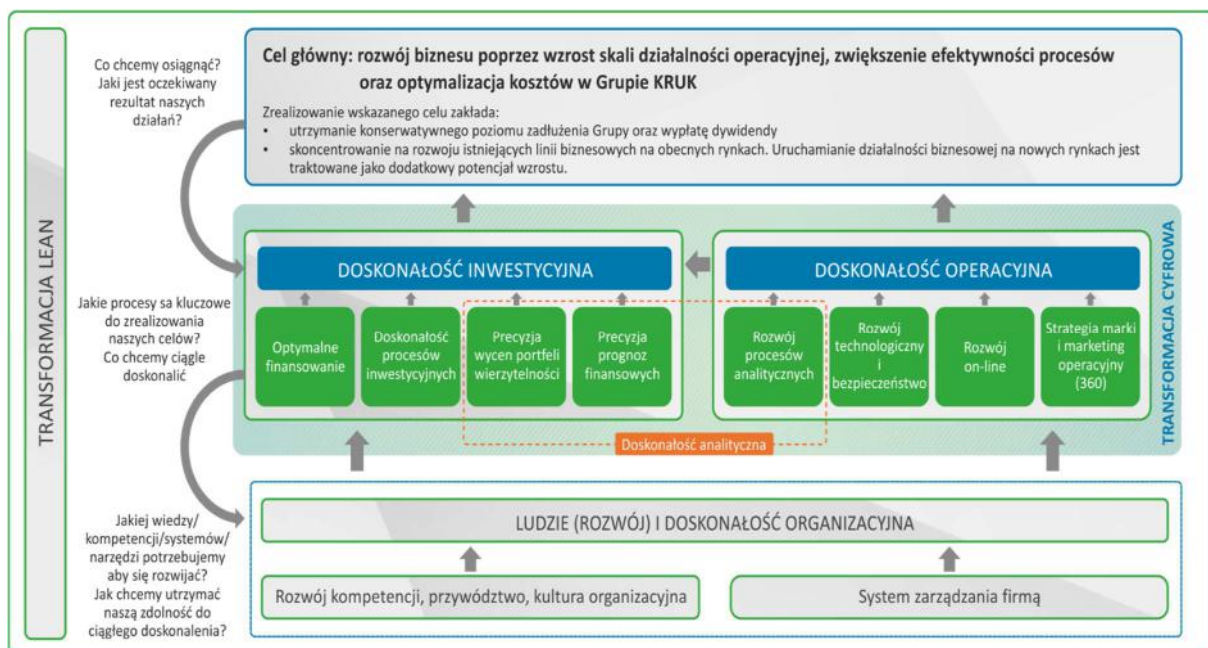 TRANSFORMACJA LEAN
Co chcemy osiągnąć?
Jaki jest oczekiwany
rezultat naszych
działań?
Cel główny: rozwój biznesu poprzez wzrost skali działalności operacyjnej, zwiększenie efektywności procesów
oraz optymalizacja kosztów w Grupie KRUK
Zrealizowanie wskazanego celu zakłada:
• utrzymanie konserwatywnego poziomu zadłużenia Grupy oraz wypłatę dywidendy
• skoncentrowanie na rozwoju istniejących linii biznesowych na obecnych rynkach. Uruchamianie działalności biznesowej na nowych rynkach jest
traktowane jako dodatkowy potencjał wzrostu.
Jakie procesy sa kluczowe
do zrealizowania
naszych celów?
Co chcemy ciągle
doskonalić
DOSKONAŁOŚĆ INWESTYCYJNA
Optymalne
finansowanie
Doskonałość
procesów
inwestycyjnych
Precyzja
wycen portfeli
wierzytelności
Precyzja
prognoz
finansowych
DOSKONAŁOŚĆ OPERACYJNA
Rozwój
procesów
analitycznych
Rozwój
technologiczny
i
bezpieczeństwo
Rozwój
on-line
Strategia marki
i marketing
operacyjny
(360)
Doskonałość analityczna
TRANSFORMACJA CYFROWA
Jakiej wiedzy/
kompetencji/systemów/
narzędzi potrzebujemy
aby się rozwijać?
Jak chcemy utrzymać
naszą zdolność do
ciągłego doskonalenia?
LUDZIE (ROZWÓJ) I DOSKONAŁOŚĆ ORGANIZACYJNA
Rozwój kompetencji, przywództwo, kultura organizacyjna
System zarządzania firmą